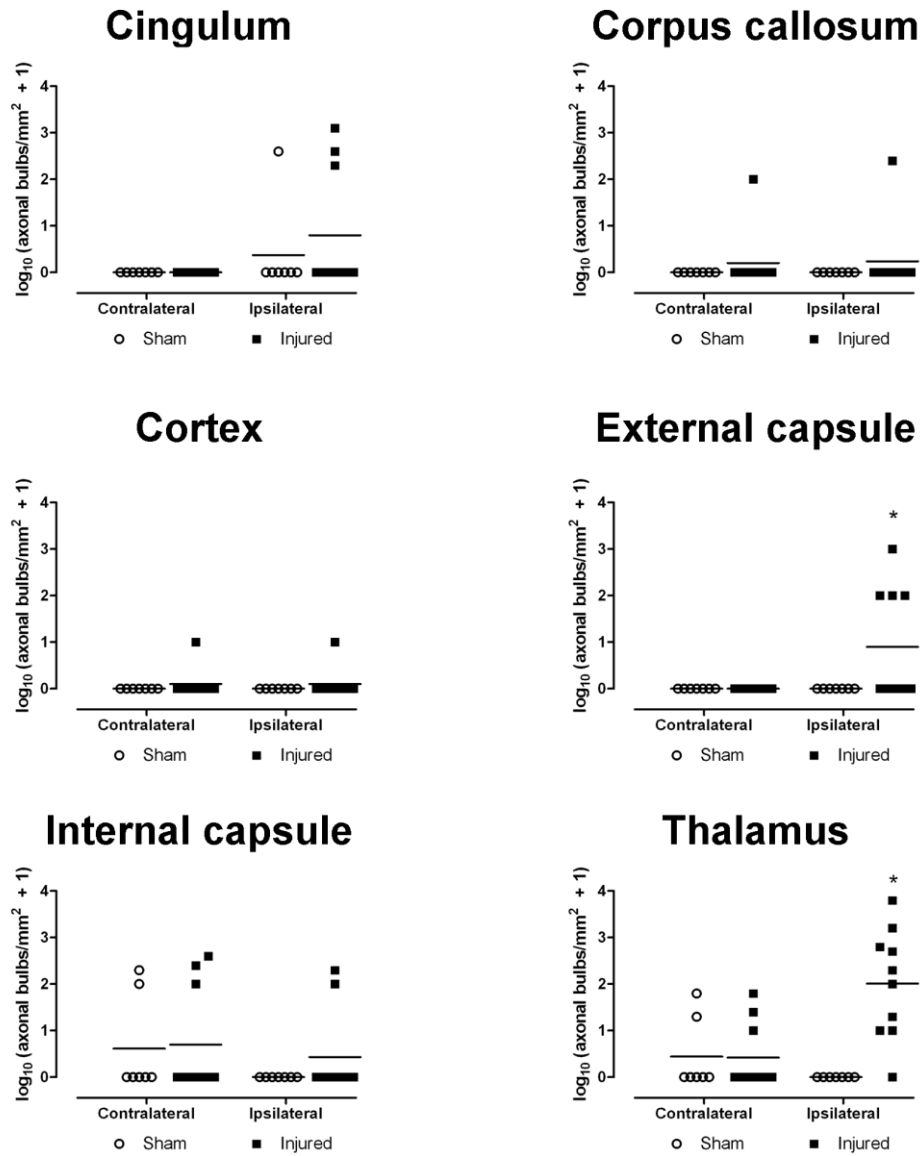 Cingulum
log10 (axonal bulbs/mm² + 1)
4
3
2
1
0
Contralateral Ipsilateral
Sham Injured
Corpus callosum
log10 (axonal bulbs/mm² + 1)
4
3
2
1
0
Contralateral Ipsilateral
Sham Injured
Cortex
log10 (axonal bulbs/mm² + 1)
4
3
2
1
0
Contralateral Ipsilateral
Sham Injured
External capsule
log10 (axonal bulbs/mm² + 1)
4
3
2
1
0
*
Contralateral Ipsilateral
Sham Injured
Internal capsule
log10 (axonal bulbs/mm² + 1)
4
3
2
1
0
Contralateral Ipsilateral
Sham Injured
Thalamus
log10 (axonal bulbs/mm² + 1)
4
3
2
1
0
*
Contralateral Ipsilateral
Sham Injured